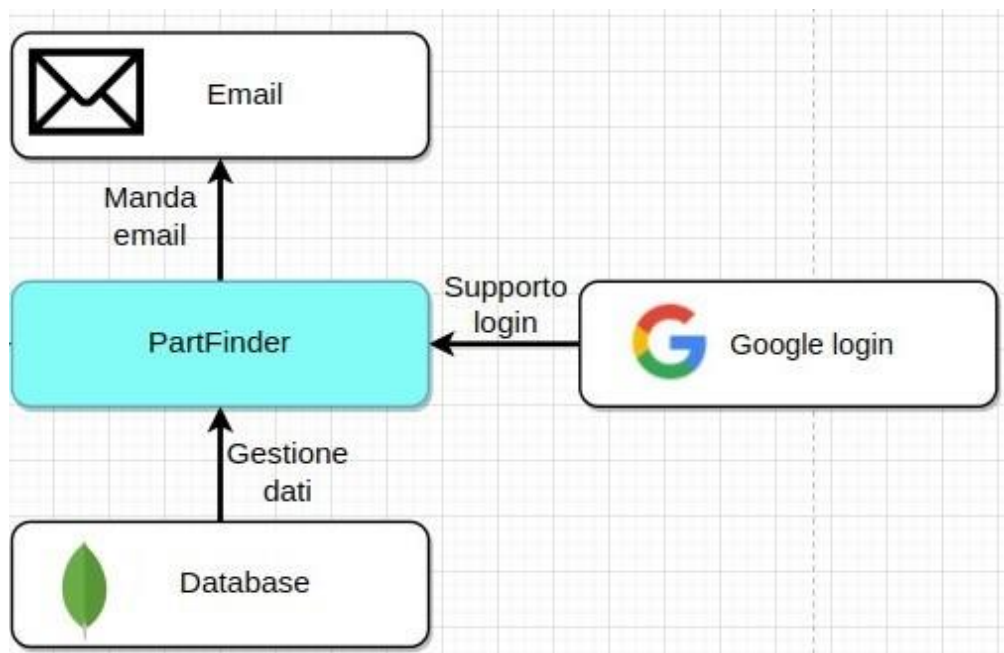 Email
Manda
email
PartFinder
Supporto
login
Google login
Gestione
dati
Database